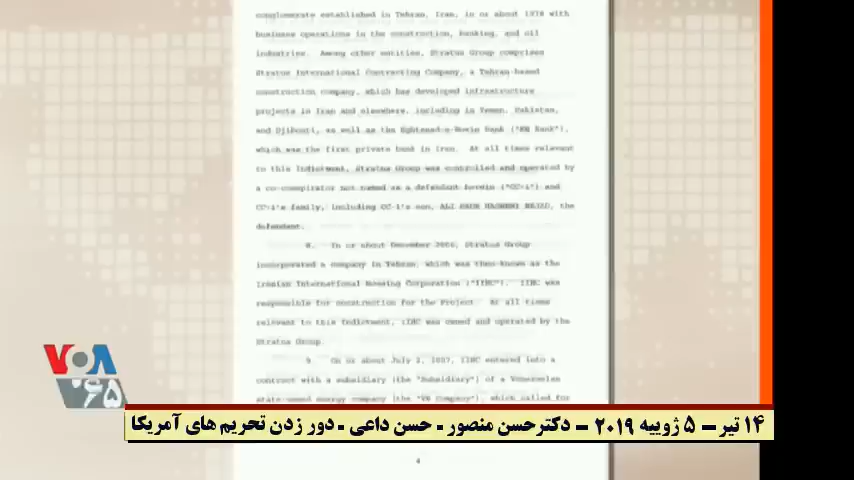 conglomerate established in Tehran, Iran, in or about 1978 with
business operations in the construction, banking, and oil
industries. Among other entities, Stratus Group comprises
Stratus International Contracting Company, a Tehran-based
construction company, which has developed infrastructure
projects in Iran and elsewhere, including in Yemen, Pakistan,
and Djibouti, as well as the Eghtesad-e-Novin Bank ("EN Bank"),
which was the first private bank in Iran. At all times relevant
to this Indictment, Stratus Group was controlled and operated by
a co-conspirator not named as a defendant herein ("CC-1") and
CC-1's family, including CC-1's son, ALI SADR HASHEMI NEJAD, the
defendant.
8. In or about December 2006, Stratus Group
incorporated a company in Tehran, which was then-known as the
Iranian International Housing Corporation ("IIHC"). IIHC was
responsible for construction for the Project. At all times
relevant to this Indictment, IIHC was owned and operated by the
Stratus Group.
9. On or about July 2, 2007, IIHC entered into a
contract with a subsidiary (the "Subsidiary") of a Venezuelan
state-owned energy company (the "VE Company"), which called for
VOA
۳۶۵
۱۴ تیر – ۵ ژوییه ۲۰۱۹ – دکترحسن منصور - حسن داعی - دور زدن تحریم های آمریکا
4